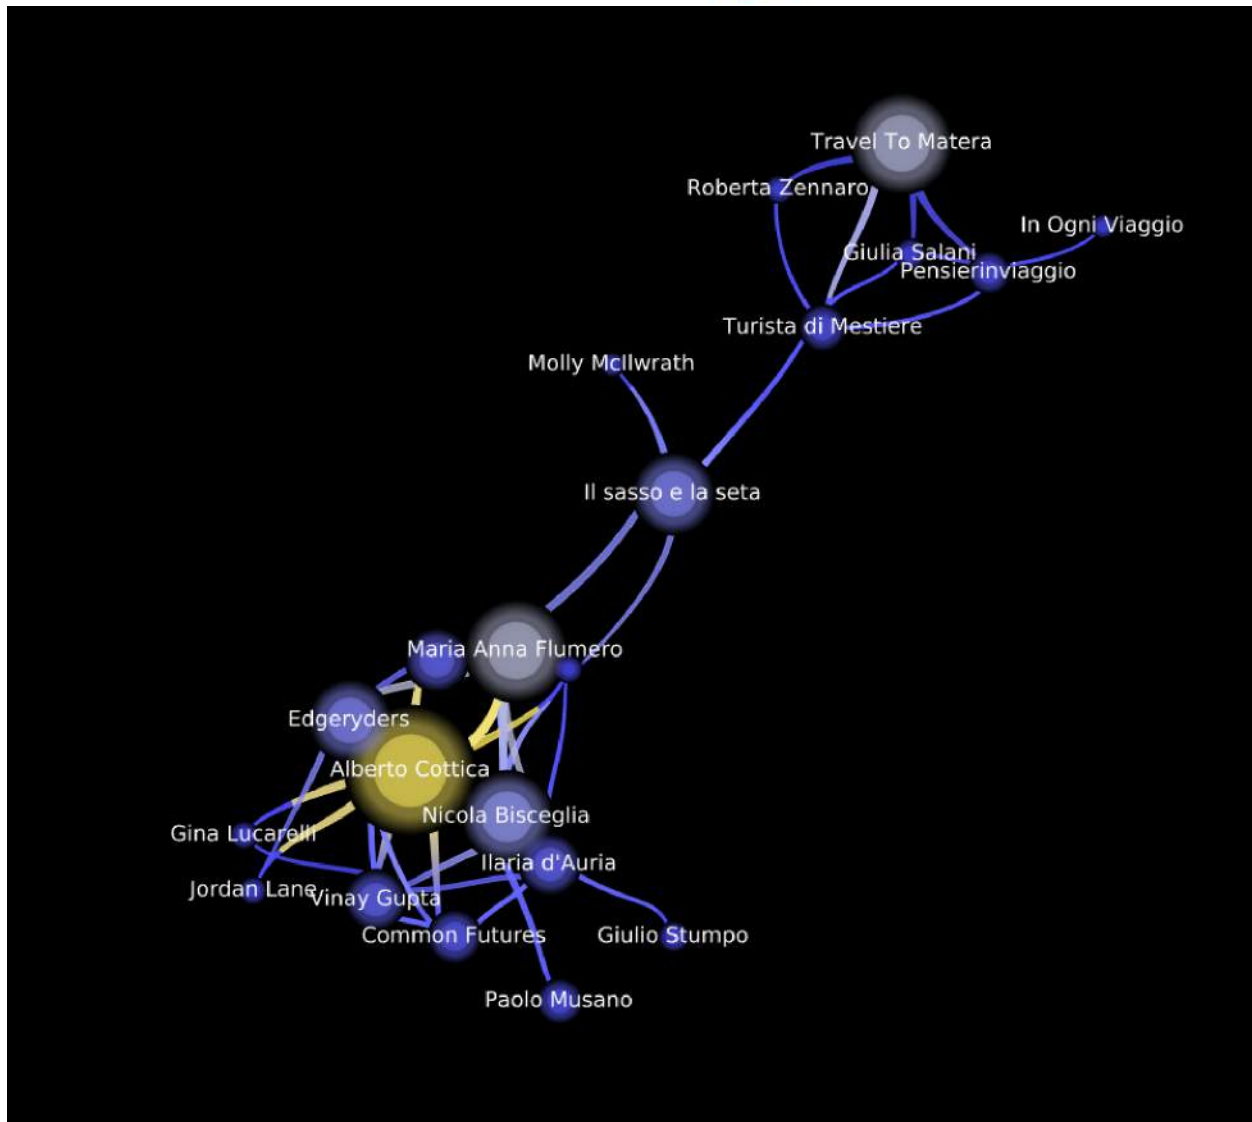 Travel To Matera
Roberta Zennaro
In Ogni Viaggio
Giulia Salani
Pensierinviaggio
Turista di Mestiere
Molly McIlwrath
Il sasso e la seta
Maria Anna Flumero
Edgeryders
Alberto Cottica
Nicola Bisceglia
Gina Lucarelli
Ilaria d'Auria
Jordan Lane
Vinay Gupta
Common Futures
Giulio Stumpo
Paolo Musano